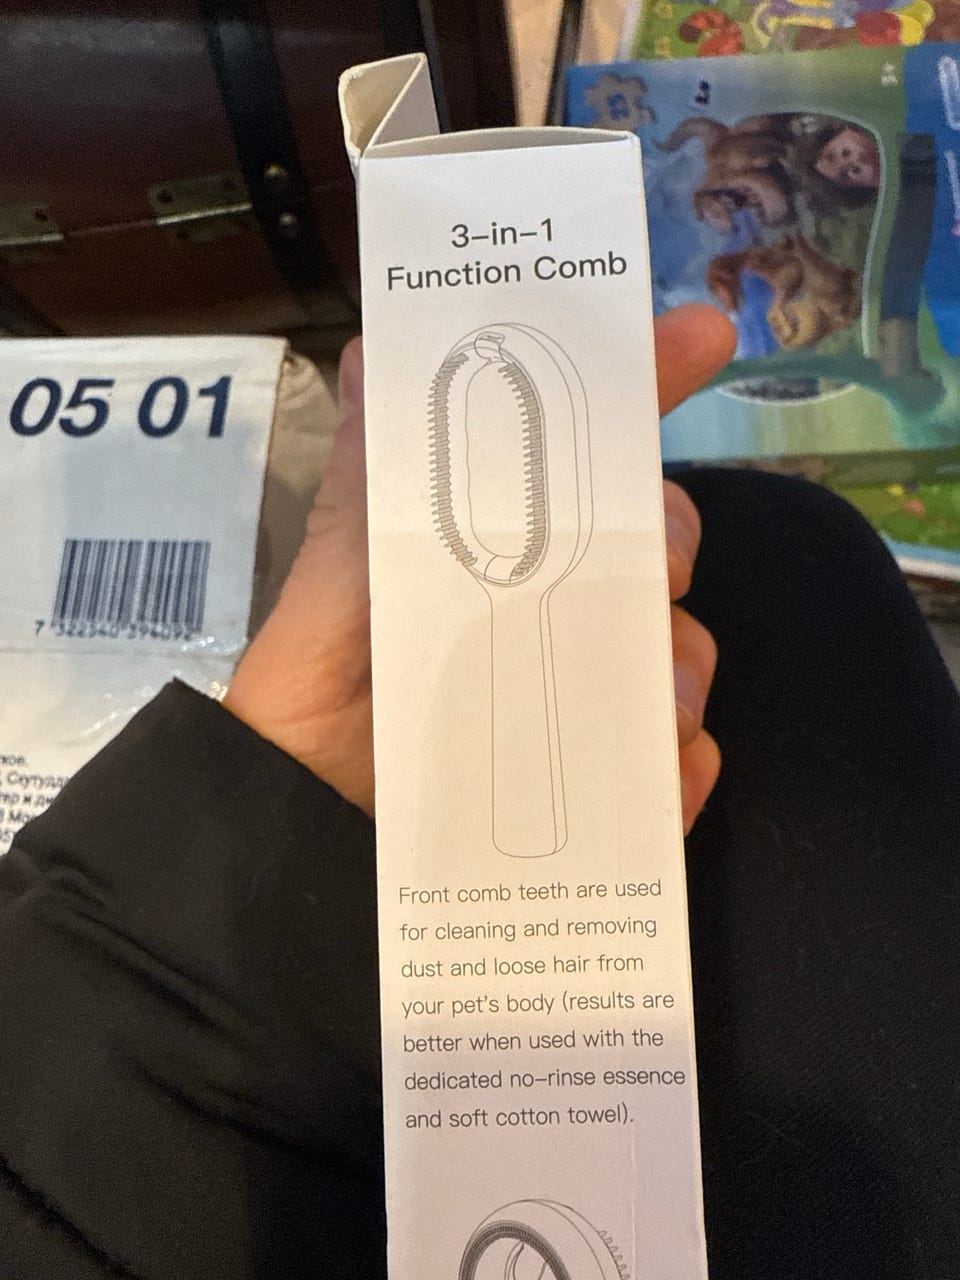 3-in-1
Function Comb
05 01
Front comb teeth are used
for cleaning and removing
dust and loose hair from
your pet's body (results are
better when used with the
dedicated no-rinse essence
and soft cotton towel).